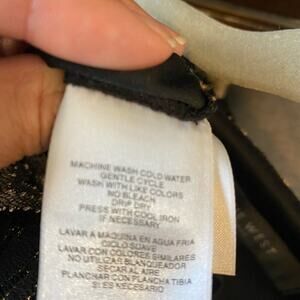 MACHINE WASH COLD WATER
GENTLE CYCLE
WASH WITH LIKE COLORS
NO BLEACH
DRIP DRY
PRESS WITH COOL IRON
IF NECESSARY
LAVAR A MAQUINA EN AGUA FRIA
CICLO SUAVE
LAVAR CON COLORES SIMILARES
NO UTILIZAR BLANQUEADOR
SECAR AL AIRE
PLANCHAR CON PLANCHA TIBIA
SI ES NECESARIO
WEST